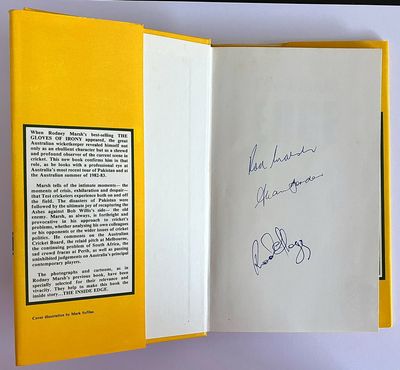 When Rodney Marsh's best-selling THE
GLOVES OF IRONY appeared, the great
Australian wicketkeeper revealed himself not
only as an ebullient character but as a shrewd
and profound observer of the current scene in
cricket. This new book confirms him in that
role, as he looks with a professional eye at
Australia's most recent tour of Pakistan and at
the Australian summer of 1982-83.
Marsh tells of the intimate moments— the
moments of crisis, exhilaration and despair—
that Test cricketers experience both on and off
the field. The disasters of Pakistan were
followed by the ultimate joy of recapturing the
Ashes against Bob Willis's side— the old
enemy. Marsh, as always, is forthright and
provocative in his approach to cricket's
problems, whether analysing his own colleagues
or his opponents or the wider issues of cricket
politics. He comments on the Australian
Cricket Board, the relaid pitch at Melbourne,
the continuing problem of South Africa, the
sad crowd fracas at Perth, as well as passing
uninhibited judgements on Australia's principal
contemporary players.
The photographs and cartoons, as in
Rodney Marsh's previous book, have been
specially selected for their relevance and
vivacity. They help to make this book the
inside story...THE INSIDE EDGE.
Cover illustration by Mark
Rod Marsh